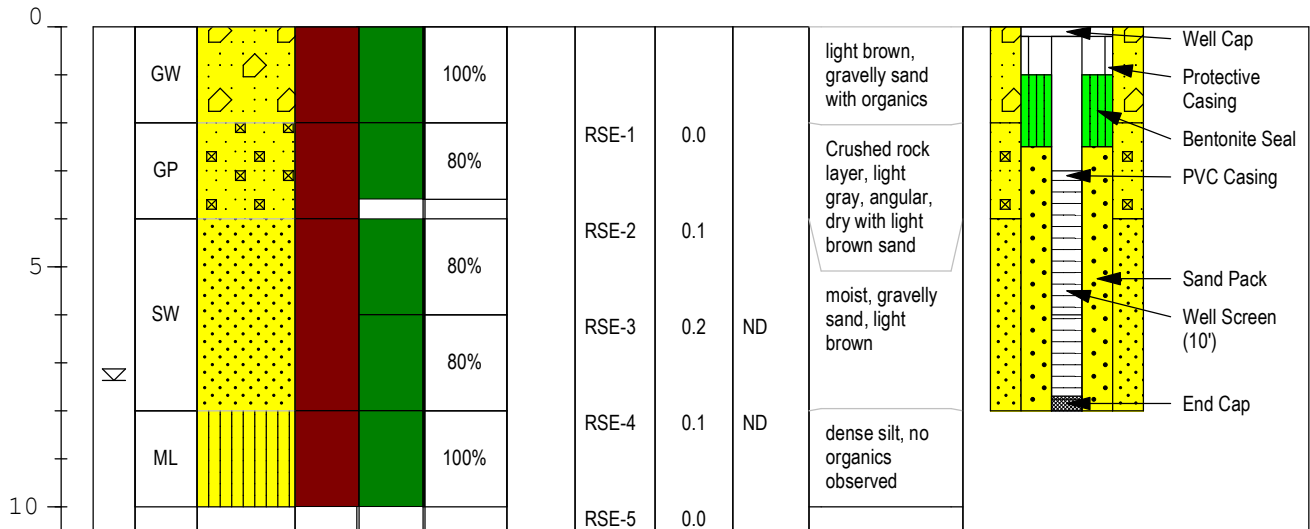 0
GW
100%
light brown,
gravelly sand
with organics
Well Cap
Protective
Casing
Bentonite Seal
RSE-1 0.0
GP
80%
Crushed rock
layer, light
gray, angular,
dry with light
brown sand
PVC Casing
RSE-2 0.1
5
SW
80%
moist, gravelly
sand, light
brown
Sand Pack
Well Screen
(10')
RSE-3 0.2 ND
80%
End Cap
RSE-4 0.1 ND
ML
100%
dense silt, no
organics
observed
10
RSE-5 0.0